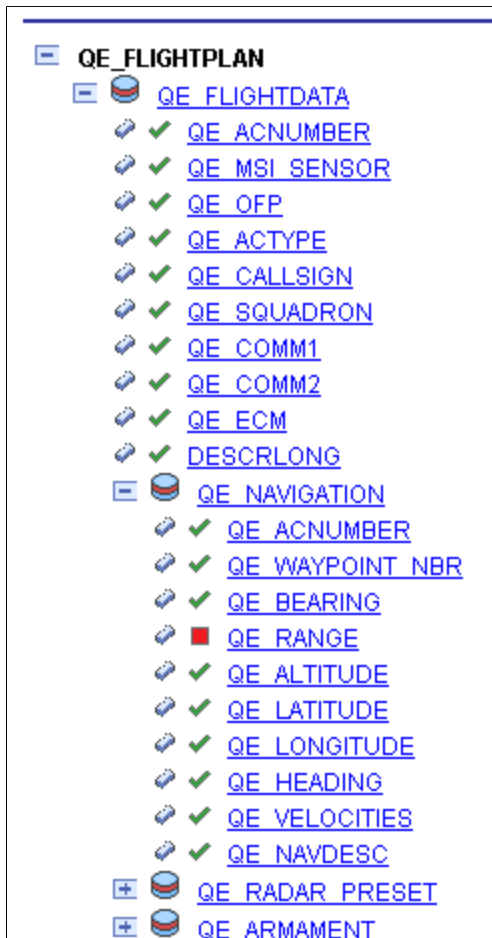 QE_FLIGHTPLAN
QE_FLIGHTDATA
QE_ACNUMBER
QE_MSI_SENSOR
QE_OFP
QE_ACTYPE
QE_CALLSIGN
QE_SQUADRON
QE_COMM1
QE_COMM2
QE_ECM
DESCRLONG
QE_NAVIGATION
QE_ACNUMBER
QE_WAYPOINT_NBR
QE_BEARING
QE_RANGE
QE_ALTITUDE
QE_LATITUDE
QE_LONGITUDE
QE_HEADING
QE_VELOCITIES
QE_NAVDESC
QE_RADAR_PRESET
QE_ARMAMENT